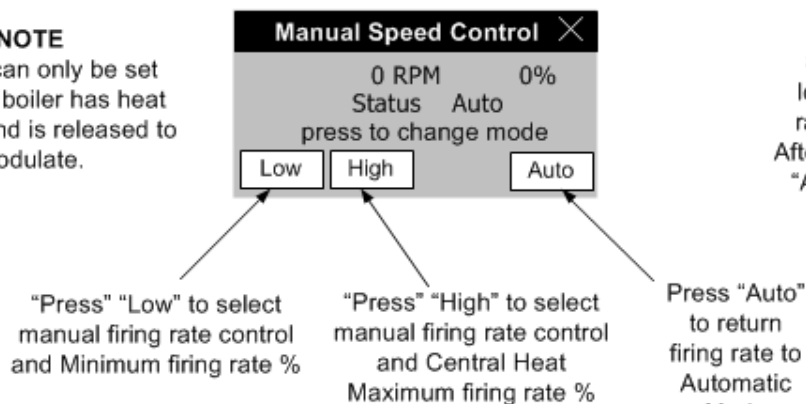 NOTE
can only be set
boiler has heat
nd is released to
odulate.
Manual Speed Control
0 RPM 0%
Status Auto
press to change mode
Low High Auto
"Press" "Low" to select
manual firing rate control
and Minimum firing rate %
"Press" "High" to select
manual firing rate control
and Central Heat
Maximum firing rate %
Press "Auto"
to return
firing rate to
Automatic
Afte